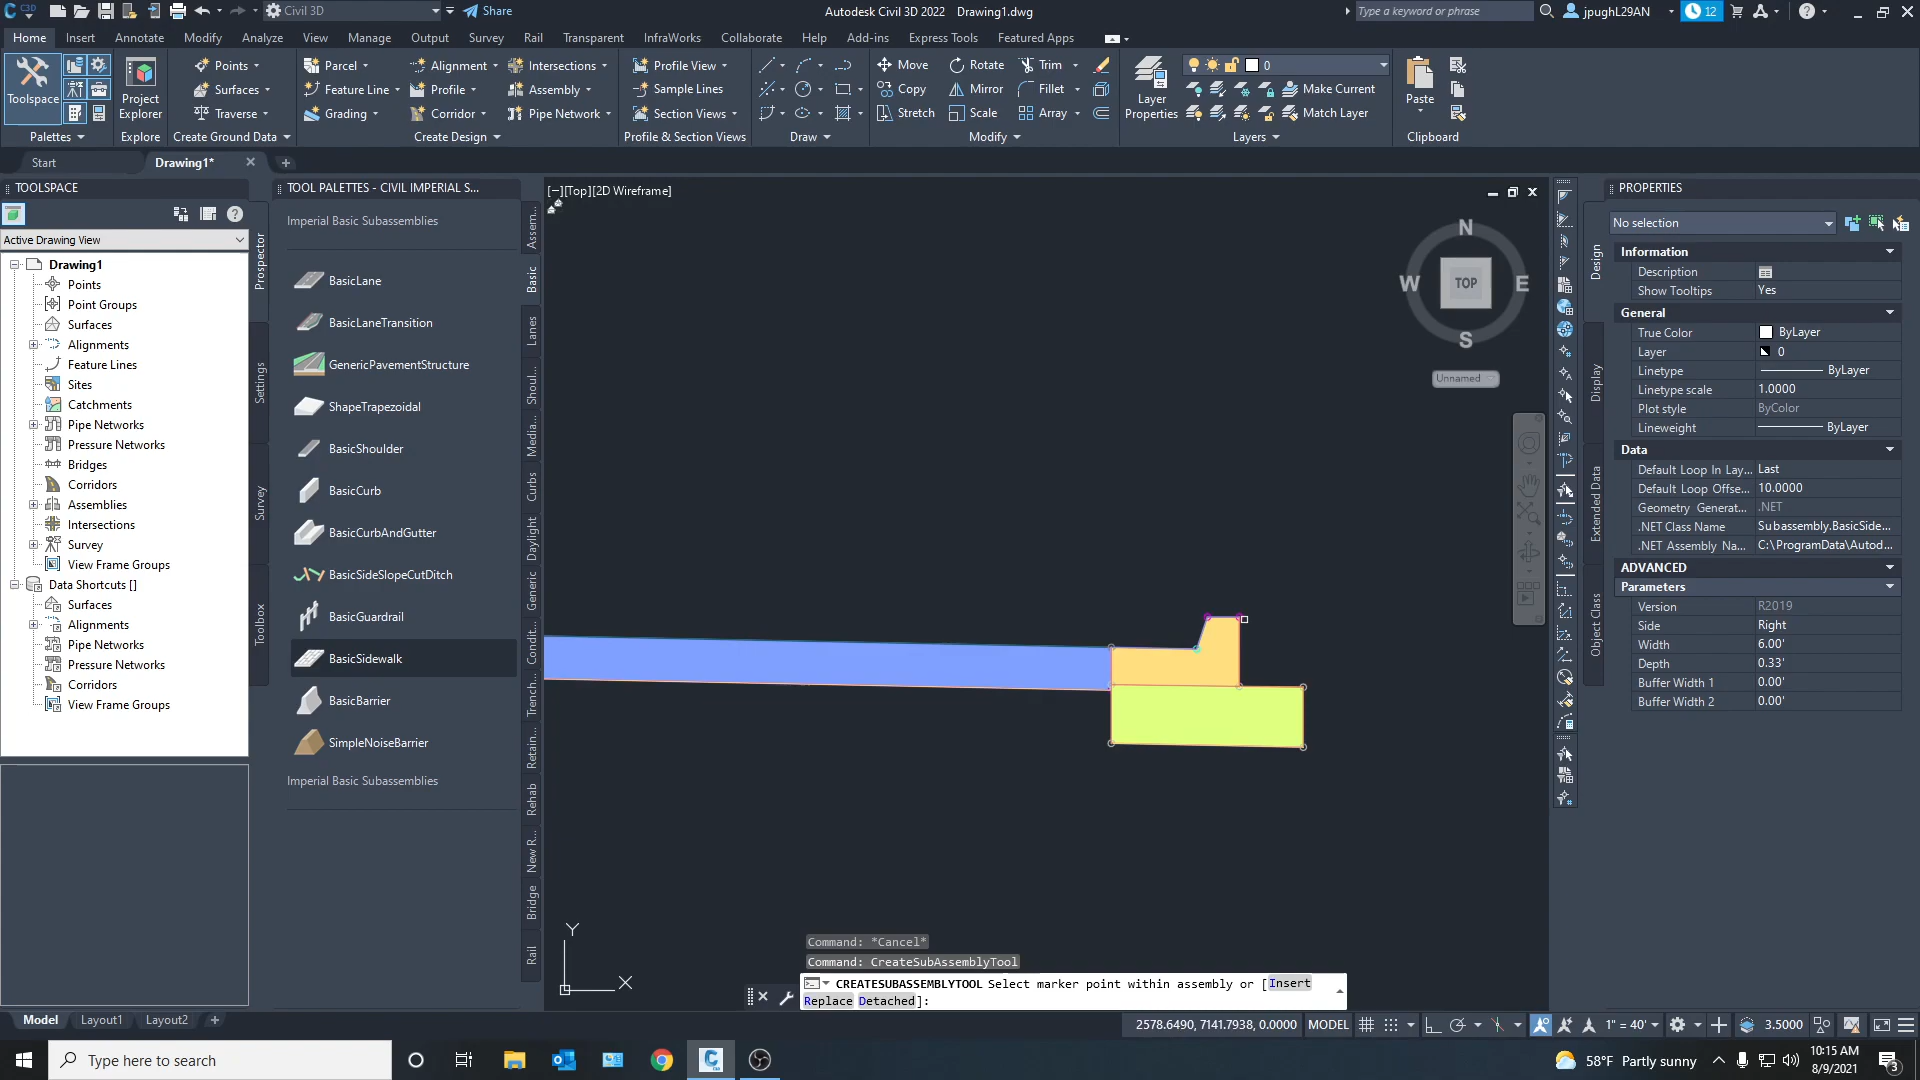 C3D Civil 3D Share Autodesk Civil 3D 2022 Drawing1.dwg Type a keyword or phrase jpughL29AN 12
Home Insert Annotate Modify Analyze View Manage Output Survey Rail Transparent InfraWorks Collaborate Help Add-ins Express Tools Featured Apps
Toolspace
Project
Explorer
Points Parcel Alignment Intersections Profile View Move Rotate Trim 0
Surfaces Feature Line Profile Assembly Sample Lines Copy Mirror Fillet Make Current
Traverse Grading Corridor Pipe Network Section Views Stretch Scale Array Match Layer
Layer
Properties
Paste
Palettes Explore Create Ground Data Create Design Profile & Section Views Draw Modify Layers Clipboard
Start Drawing1*
TOOLSPACE
Active Drawing View
Drawing1
Points
Point Groups
Surfaces
Alignments
Feature Lines
Sites
Catchments
Pipe Networks
Pressure Networks
Bridges
Corridors
Assemblies
Intersections
Survey
View Frame Groups
Data Shortcuts []
Surfaces
Alignments
Pipe Networks
Pressure Networks
Corridors
View Frame Groups
Prospector
Settings
Survey
Toolbox
TOOL PALETTES - CIVIL IMPERIAL S...
Imperial Basic Subassemblies
BasicLane
BasicLaneTransition
GenericPavementStructure
ShapeTrapezoidal
BasicShoulder
BasicCurb
BasicCurbAndGutter
BasicSideSlopeCutDitch
BasicGuardrail
BasicSidewalk
BasicBarrier
SimpleNoiseBarrier
Imperial Basic Subassemblies
Assem...
Basic
Lanes
Shoul...
Media...
Curbs
Daylight
Generic
Condit...
Trench...
Retain...
Rehab
New R...
Bridge
Rail
[−][Top][2D Wireframe]
N
W TOP E
S
Unnamed
Y
X
Command: *Cancel*
Command: CreateSubAssemblyTool
CREATESUBASSEMBLYTOOL Select marker point within assembly or [Insert
Replace Detached]:
PROPERTIES
No selection
Information
Description
Show Tooltips Yes
General
True Color ByLayer
Layer 0
Linetype ByLayer
Linetype scale 1.0000
Plot style ByColor
Lineweight ByLayer
Data
Default Loop In Lay... Last
Default Loop Offse... 10.0000
Geometry Generat... .NET
.NET Class Name Subassembly.BasicSide...
.NET Assembly Na... C:\ProgramData\Autod...
ADVANCED
Parameters
Version R2019
Side Right
Width 6.00'
Depth 0.33'
Buffer Width 1 0.00'
Buffer Width 2 0.00'
Design
Display
Extended Data
Object Class
Model Layout1 Layout2 2578.6490, 7141.7938, 0.0000 MODEL 1" = 40' 3.5000
Type here to search 58°F Partly sunny 10:15 AM
8/9/2021 3